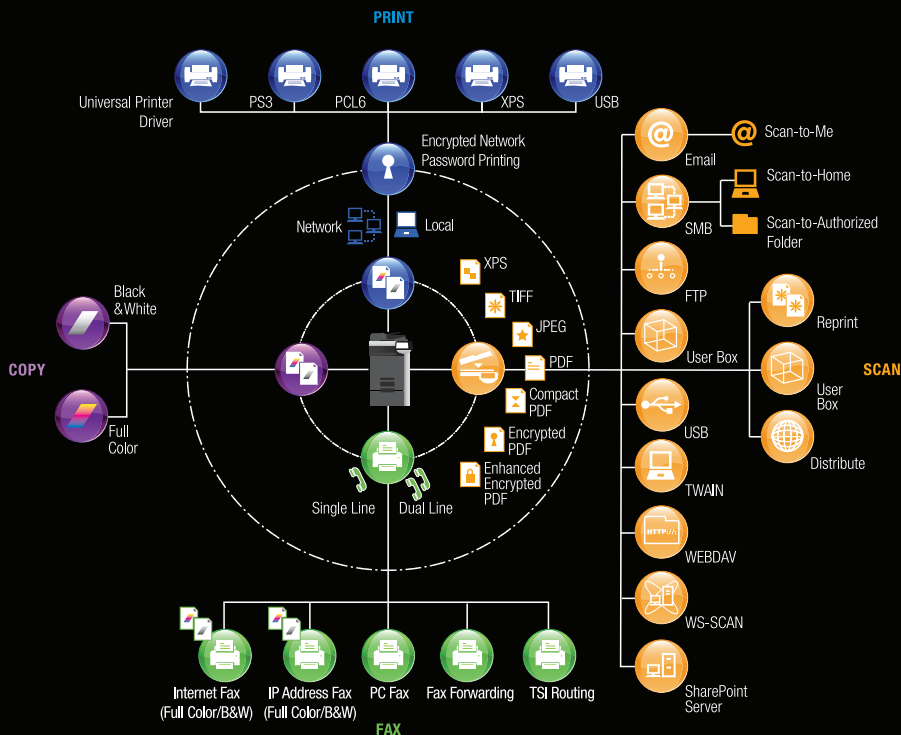 PRINT
Universal Printer
Driver
PS3
PCL6
XPS
USB
Encrypted Network
Password Printing
Network
Local
COPY
Black
&White
Full
Color
XPS
TIFF
JPEG
PDF
Compact
PDF
Encrypted
PDF
Enhanced
Encrypted
PDF
Single Line
Dual Line
SCAN
@
Email
@
Scan-to-Me
SMB
Scan-to-Home
Scan-to-Authorized
Folder
FTP
User Box
Reprint
User
Box
Distribute
USB
TWAIN
HTTP://:
WEBDAV
WS-SCAN
SharePoint
Server
Internet Fax
(Full Color/B&W)
IP Address Fax
(Full Color/B&W)
PC Fax
Fax Forwarding
TSI Routing
FAX